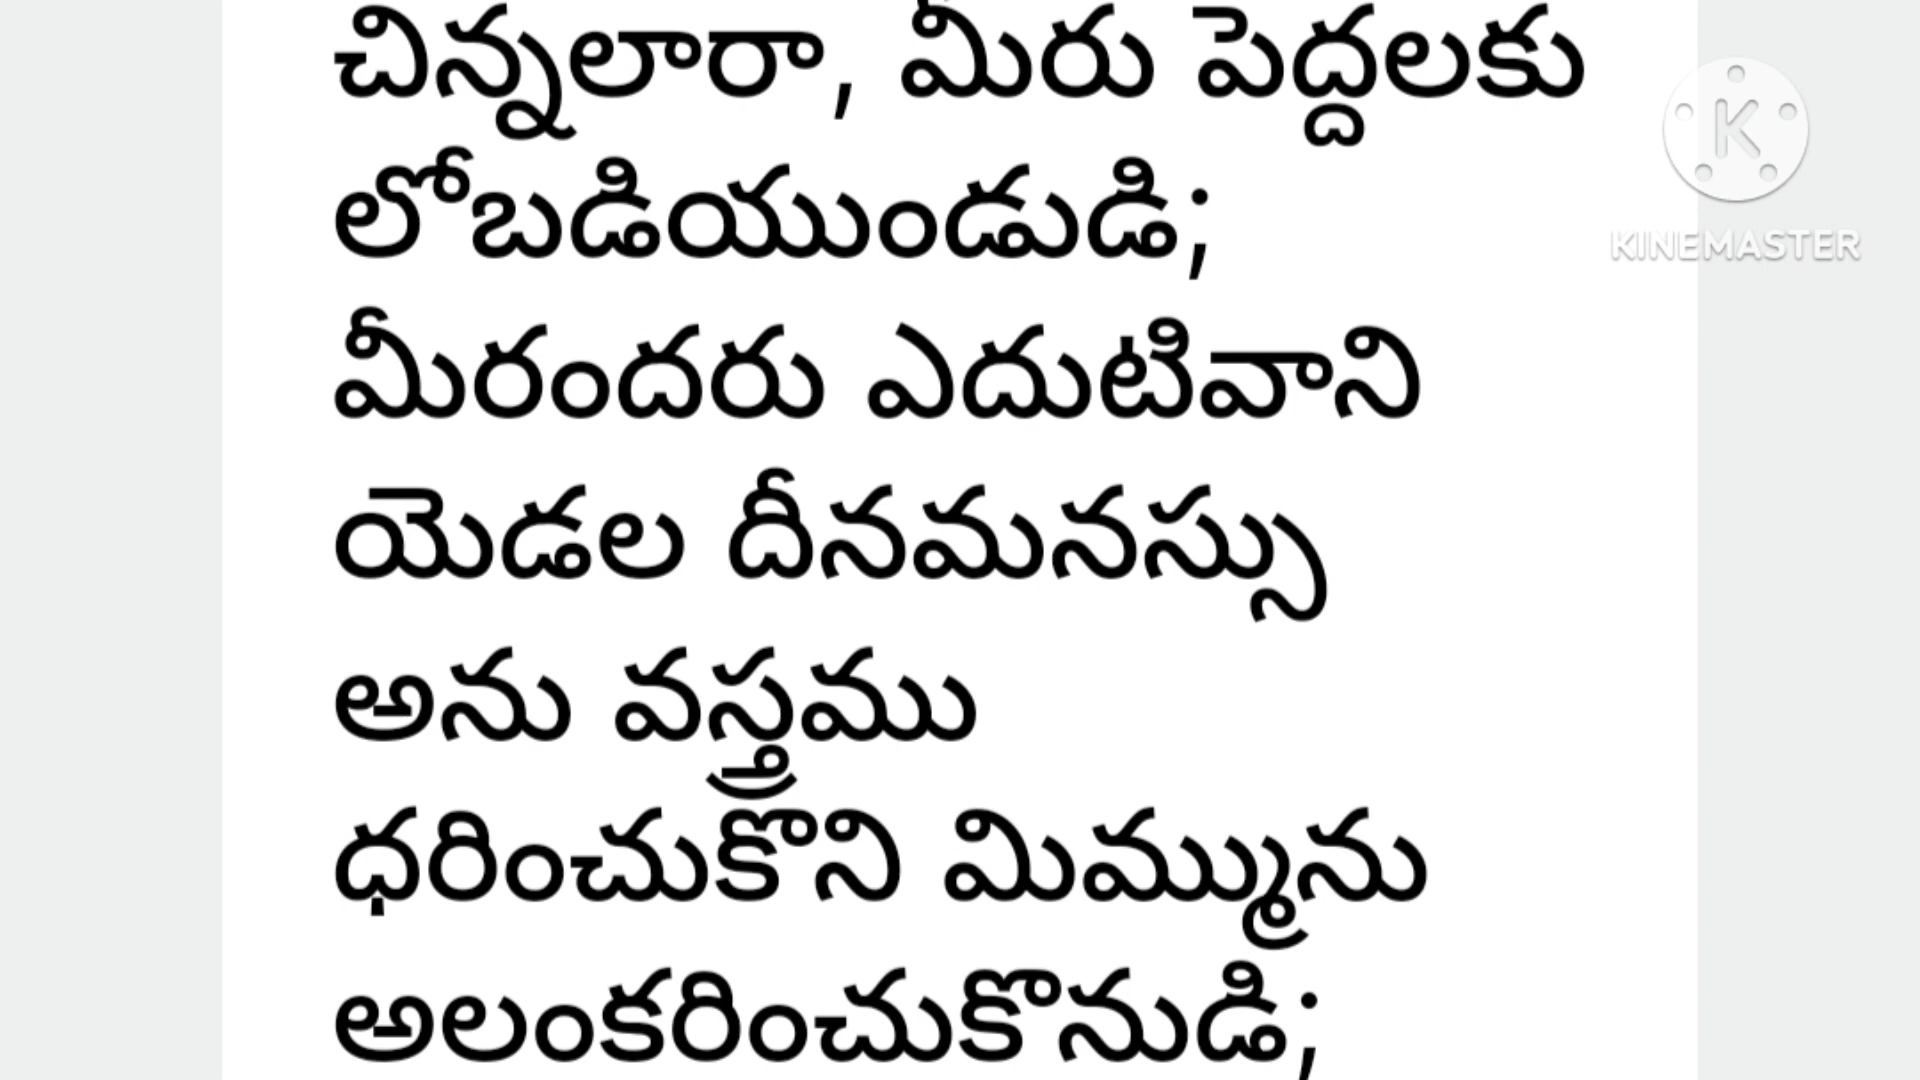 చిన్నలారా, మీరు పెద్దలకు
లోబడియుండుడి;
మీరందరు ఎదుటివాని
యెడల దీనమనస్సు
అను వస్త్రము
ధరించుకొని మిమ్మును
అలంకరించుకొనుడి;
K
KINEMASTER